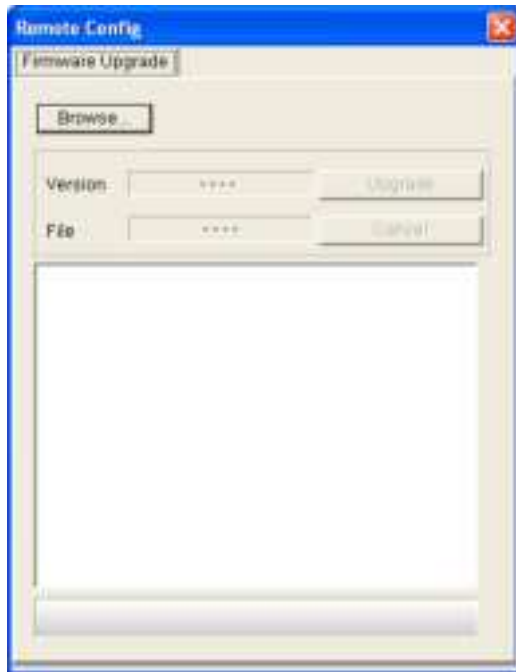 Remote Config
Firmware Upgrade
Browse...
Version **** Upgrade
File **** Cancel